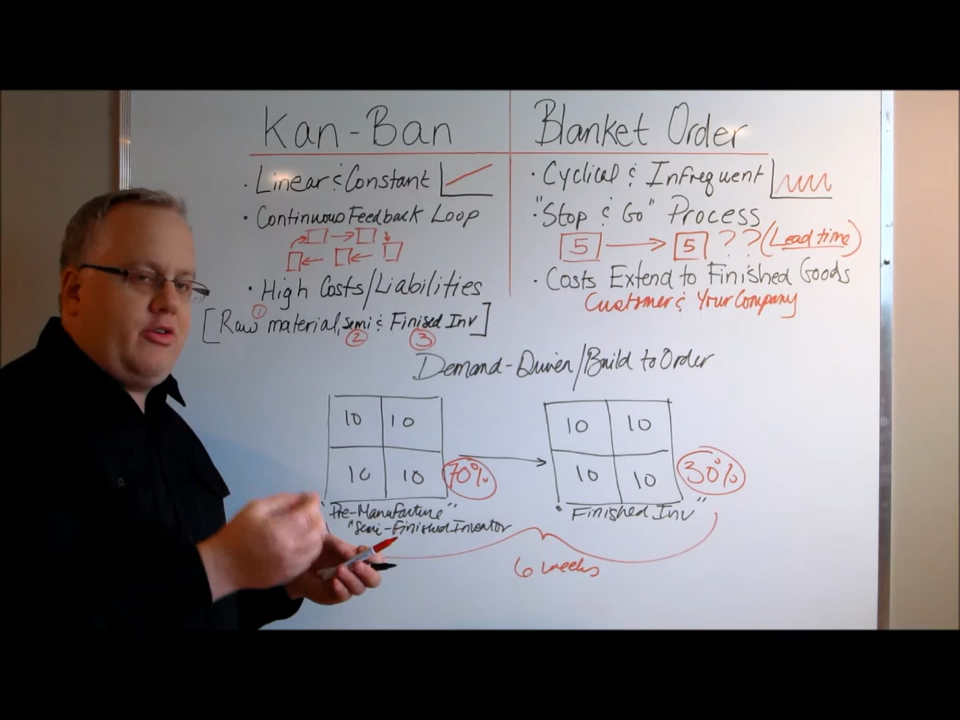 Kan-Ban
· Linear & Constant
· Continuous Feedback Loop
· High Costs/Liabilities
[Raw material, semi & Finised Inv]
1 2 3
Blanket Order
· Cyclical & Infrequent
· "Stop & Go" Process
5 → 5 ? ? (Lead time)
· Costs Extend to Finished Goods
Customer & Your Company
Demand-Driven/Build to Order
10 10
10 10 70%
"Pre-Manufacture"
"Semi-Finished Inventor
10 10
10 10 30%
"Finished Inv"
6 weeks